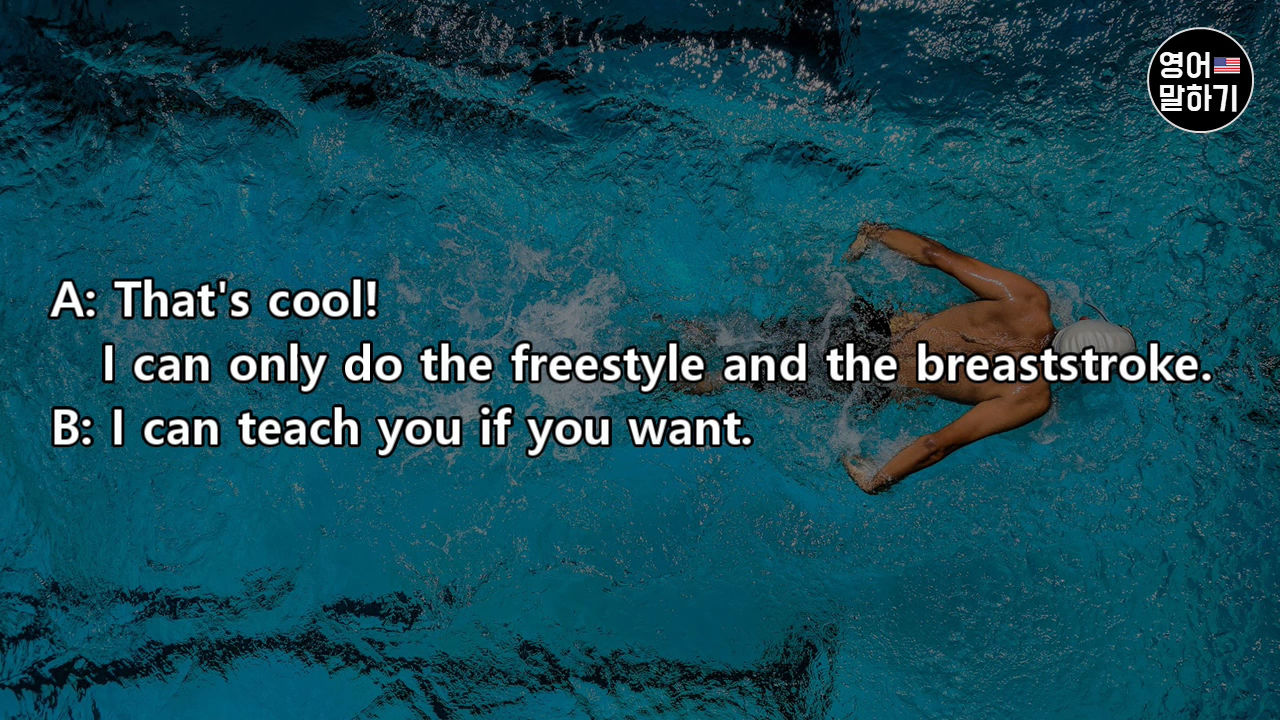 영어
말하기
A: That's cool!
I can only do the freestyle and the breaststroke.
B: I can teach you if you want.